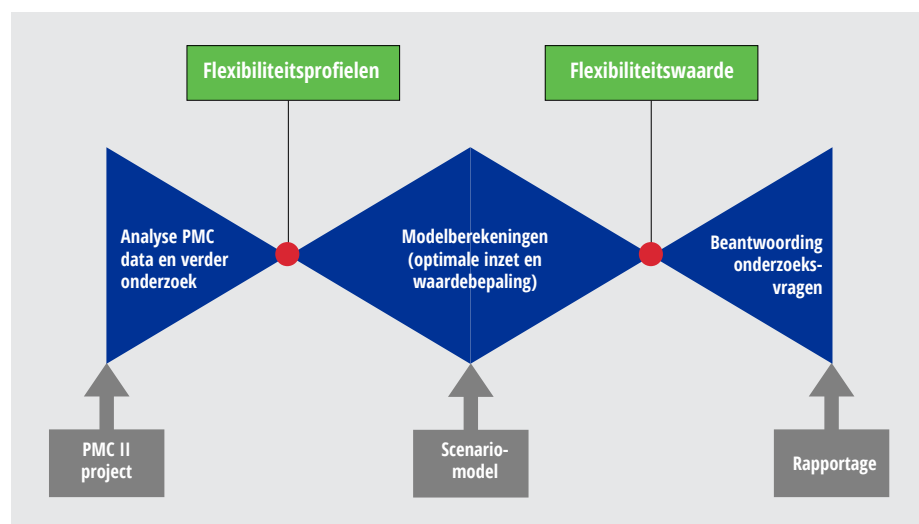 Flexibiliteitsprofielen
Flexibiliteitswaarde
Analyse PMC
data en verder
onderzoek
Modelberekeningen
(optimale inzet en
waardebepaling)
Beantwoording
onderzoeks-
vragen
PMC II
project
Scenario-
model
Rapportage